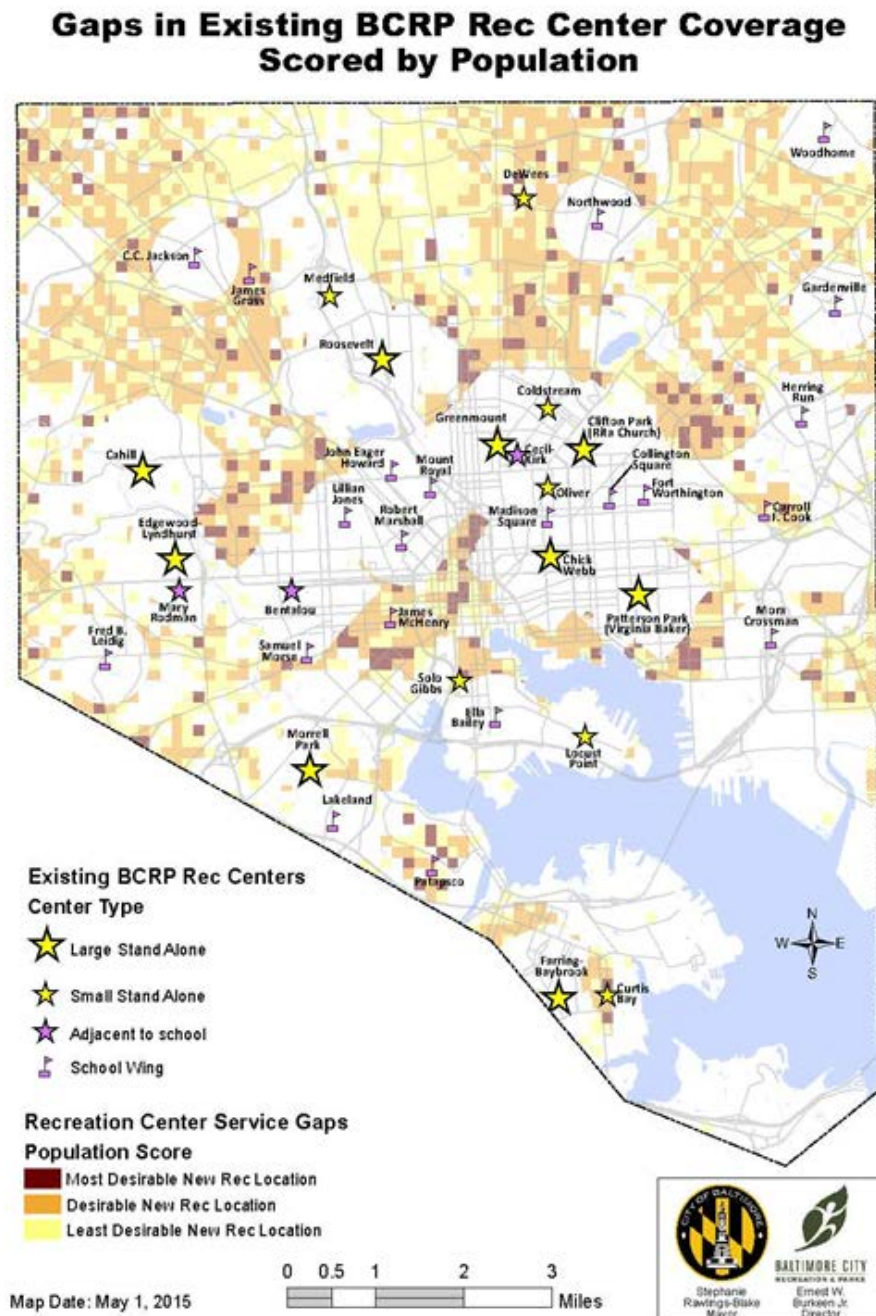 Gaps in Existing BCRP Rec Center Coverage
Scored by Population
Woodhome
DeWees
Northwood
C.C. Jackson
James
Gross
Medfield
Gardenville
Roosevelt
Coldstream
Herring
Run
Greenmount
Clifton Park
(Rita Church)
Cecil-
Kirk
Collington
Square
Cahill
John Eager
Howard
Mount
Royal
Lillian
Jones
Oliver
Fort
Worthington
Robert
Marshall
Madison
Square
Carroll
F. Cook
Edgewood-
Lyndhurst
Chick
Webb
Mary
Rodman
Bentalou
James
McHenry
Patterson Park
(Virginia Baker)
Mora
Crossman
Fred B.
Leidig
Samuel
Morse
Solo
Gibbs
Ella
Bailey
Locust
Point
Morrell
Park
Lakeland
Patapsco
Farring-
Baybrook
Curtis
Bay
N
W E
S
Existing BCRP Rec Centers
Center Type
Large Stand Alone
Small Stand Alone
Adjacent to school
School Wing
Recreation Center Service Gaps
Population Score
Most Desirable New Rec Location
Desirable New Rec Location
Least Desirable New Rec Location
0 0.5 1 2 3
Miles
Map Date: May 1, 2015
CITY OF BALTIMORE
BALTIMORE CITY
RECREATION & PARKS
Stephanie
Rawlings-Blake
Mayor
Ernest W.
Burkeen Jr.
Director